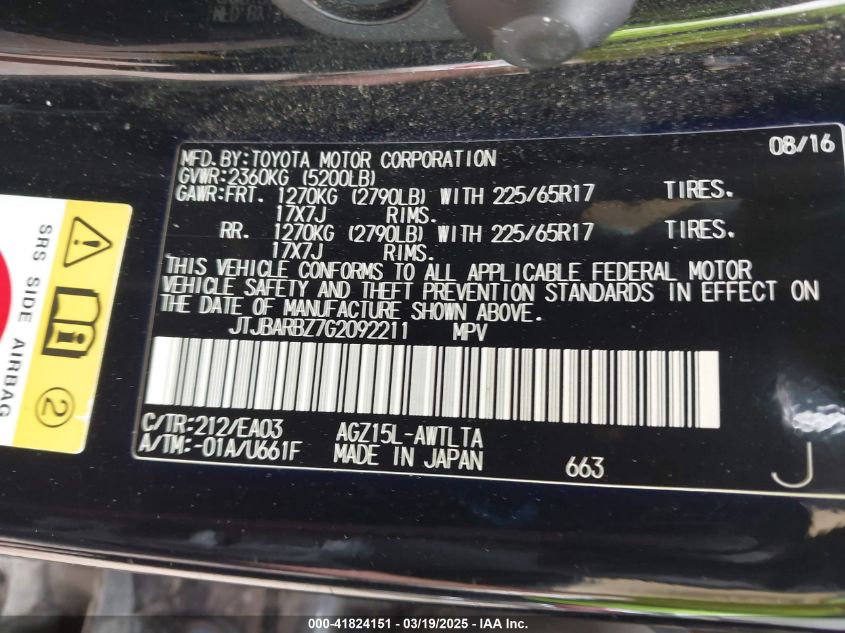 08/16
MFD. BY: TOYOTA MOTOR CORPORATION
GVWR: 2360KG (5200LB)
GAWR: FRT. 1270KG (2790LB) WITH 225/65R17 TIRES.
17X7J RIMS.
RR. 1270KG (2790LB) WITH 225/65R17 TIRES.
17X7J RIMS.
THIS VEHICLE CONFORMS TO ALL APPLICABLE FEDERAL MOTOR
VEHICLE SAFETY AND THEFT PREVENTION STANDARDS IN EFFECT ON
THE DATE OF MANUFACTURE SHOWN ABOVE.
JTJBARBZ7G2092211 MPV
C/TR: 212/EA03 AGZ15L-AWTLTA
A/TM: -01A/U661F MADE IN JAPAN 663
J
SRS SIDE AIRBAG
2
000-41824151 - 03/19/2025 - IAA Inc.